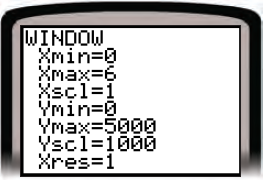 WINDOW
Xmin=0
Xmax=6
Xscl=1
Ymin=0
Ymax=5000
Yscl=1000
Xres=1